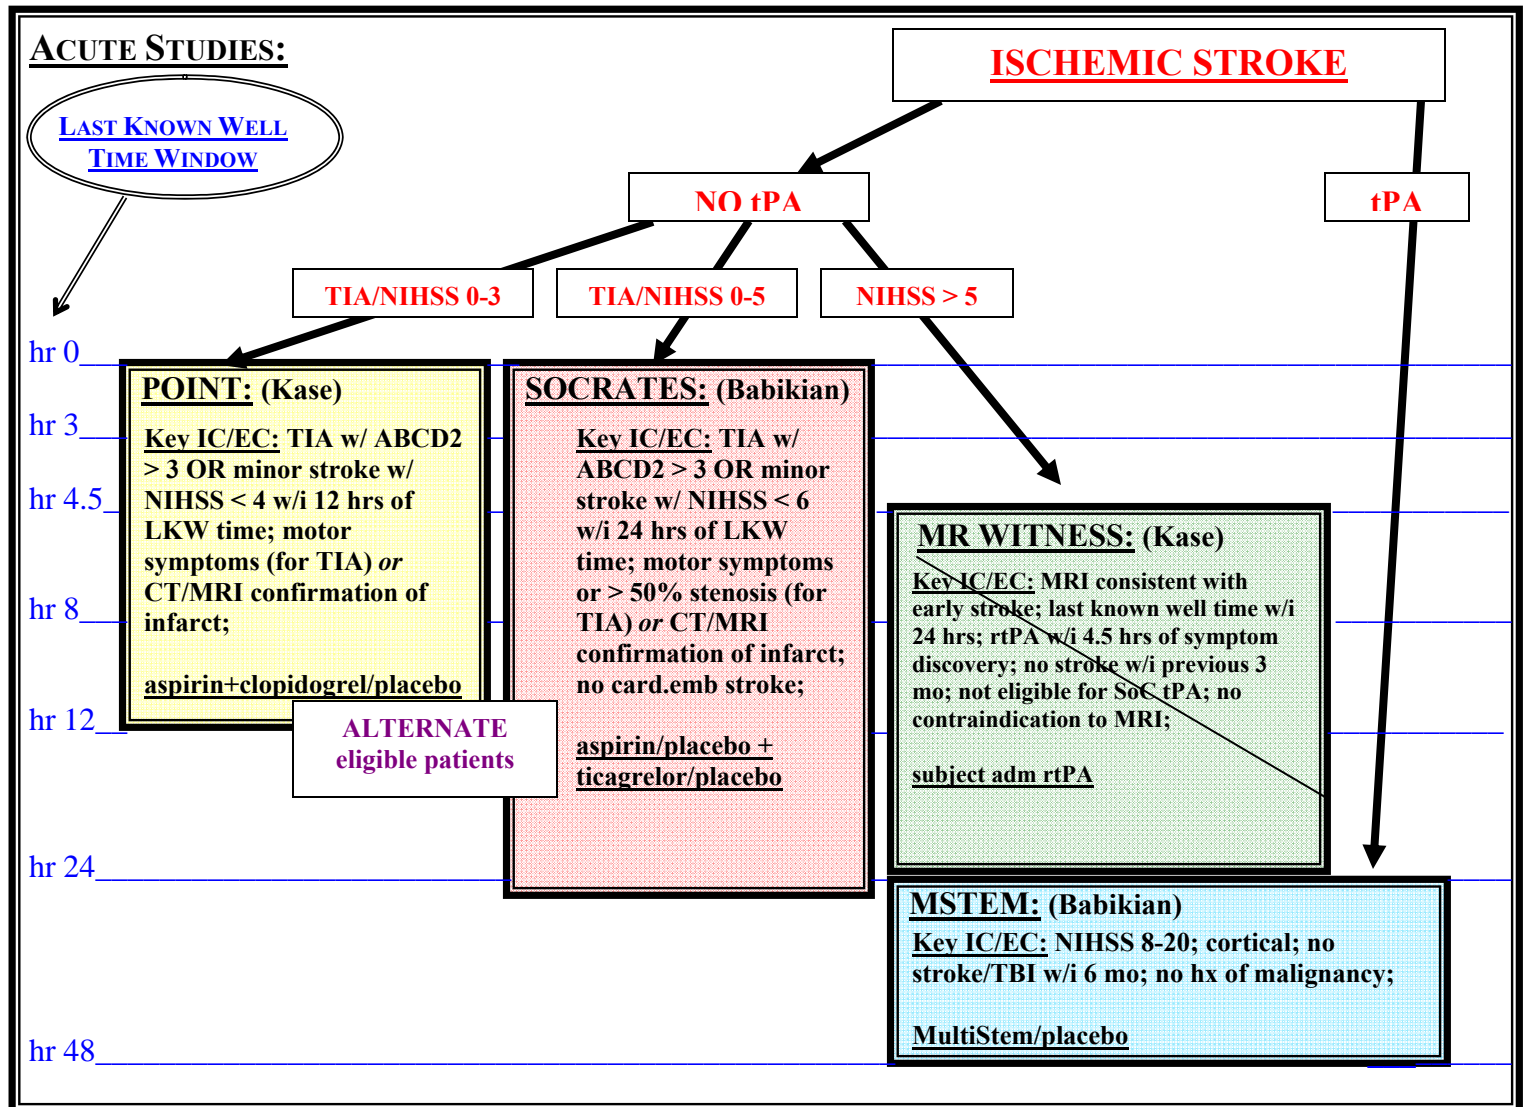 ACUTE STUDIES:
ISCHEMIC STROKE
LAST KNOWN WELL
TIME WINDOW
NO tPA
tPA
TIA/NIHSS 0-3
TIA/NIHSS 0-5
NIHSS > 5
hr 0
hr 3
hr 4.5
hr 8
hr 12
hr 24
hr 48
POINT: (Kase)
Key IC/EC: TIA w/ ABCD2
> 3 OR minor stroke w/
NIHSS < 4 w/i 12 hrs of
LKW time; motor
symptoms (for TIA) or
CT/MRI confirmation of
infarct;
aspirin+clopidogrel/placebo
ALTERNATE
eligible patients
SOCRATES: (Babikian)
Key IC/EC: TIA w/
ABCD2 > 3 OR minor
stroke w/ NIHSS < 6
w/i 24 hrs of LKW
time; motor symptoms
or > 50% stenosis (for
TIA) or CT/MRI
confirmation of infarct;
no card.emb stroke;
aspirin/placebo +
ticagrelor/placebo
MR WITNESS: (Kase)
Key IC/EC: MRI consistent with
early stroke; last known well time w/i
24 hrs; rtPA w/i 4.5 hrs of symptom
discovery; no stroke w/i previous 3
mo; not eligible for SoC tPA; no
contraindication to MRI;
subject adm rtPA
MSTEM: (Babikian)
Key IC/EC: NIHSS 8-20; cortical; no
stroke/TBI w/i 6 mo; no hx of malignancy;
MultiStem/placebo